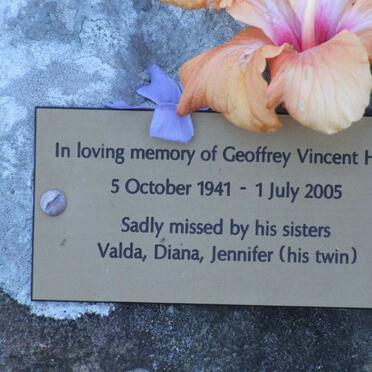 In loving memory of Geoffrey Vincent
5 October 1941 - 1 July 2005
Sadly missed by his sisters
Valda, Diana, Jennifer (his twin)